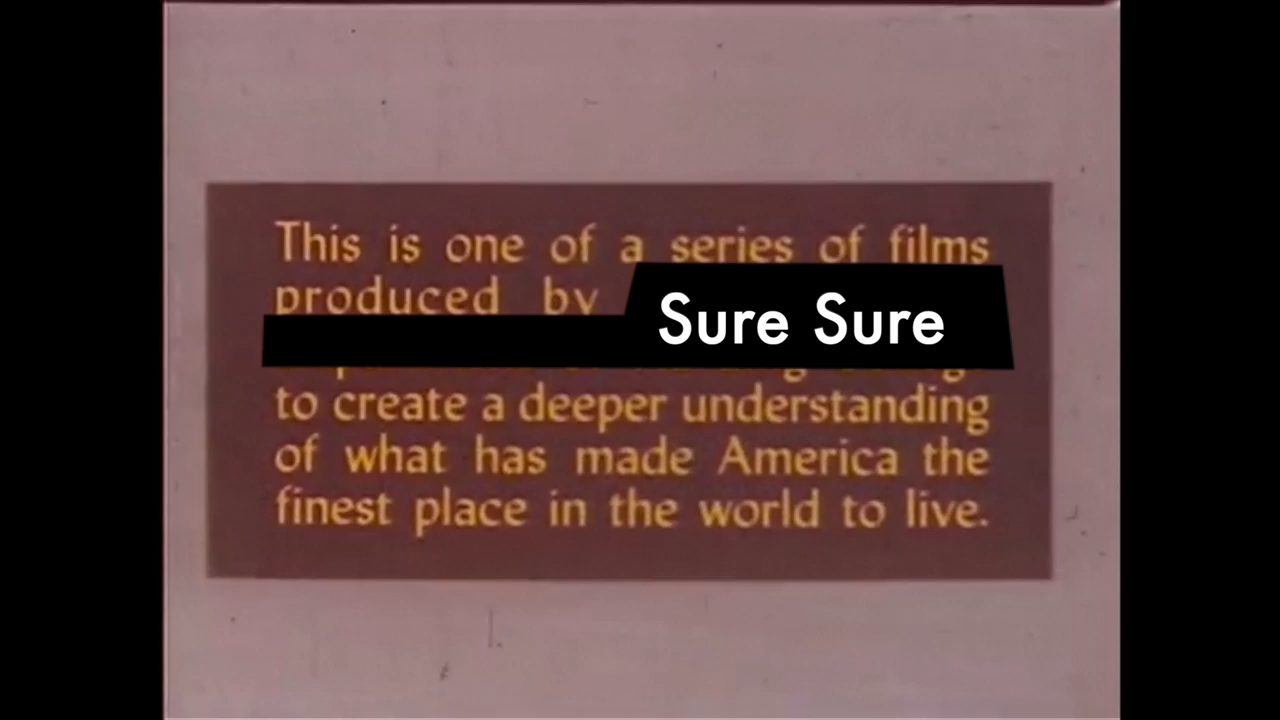 This is one of a series of films
produced by
Sure Sure
to create a deeper understanding
of what has made America the
finest place in the world to live.